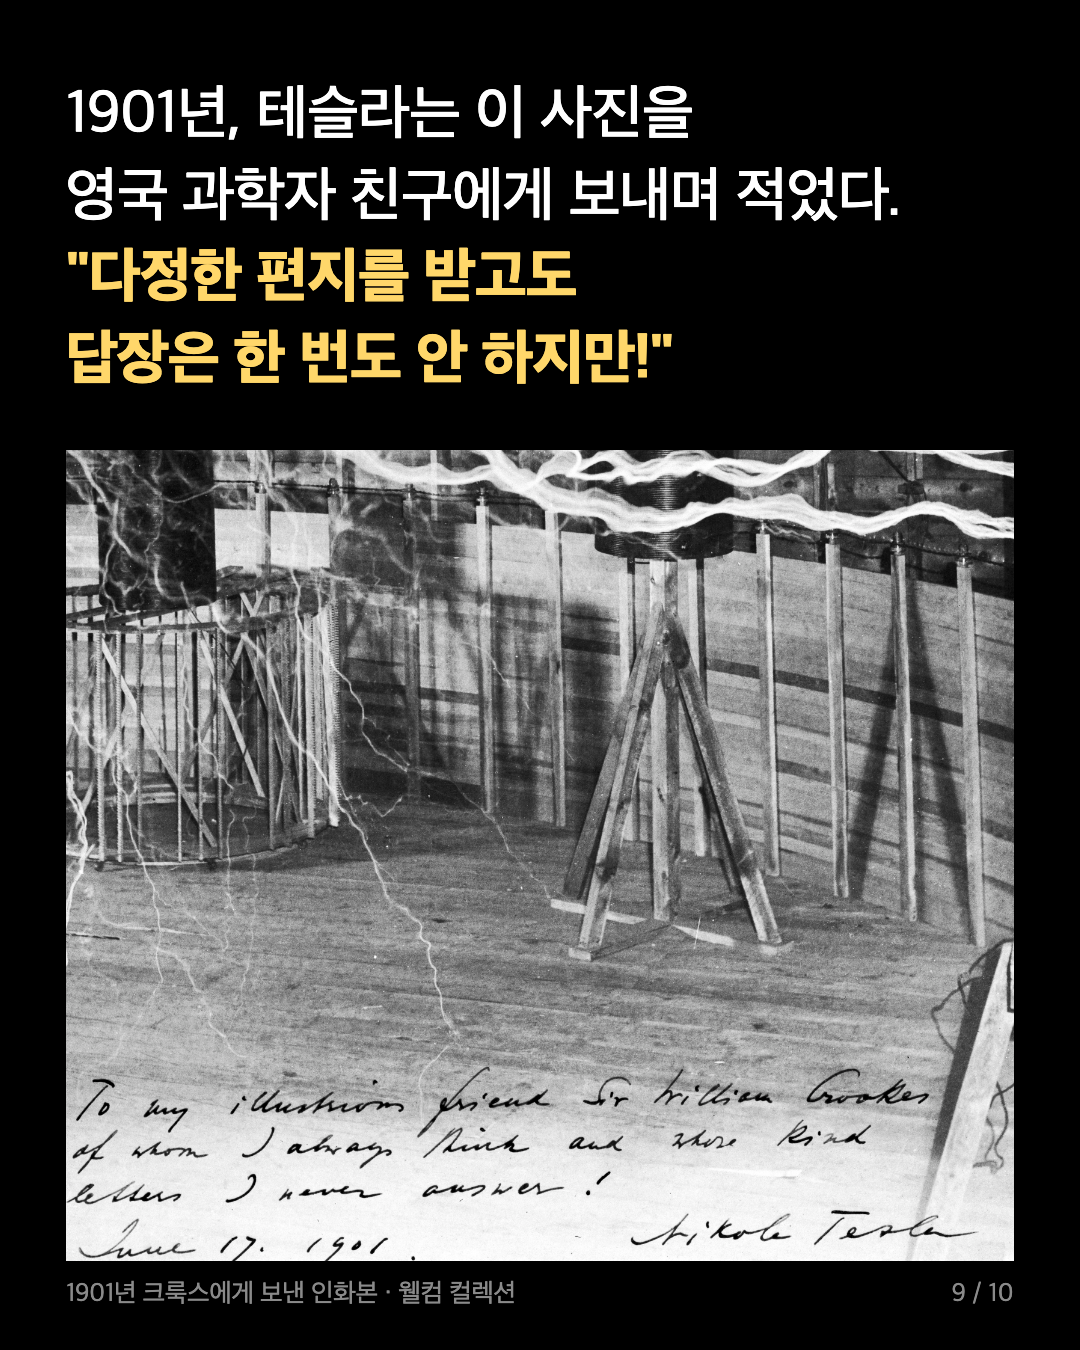 1901년, 테슬라는 이 사진을
영국 과학자 친구에게 보내며 적었다.
"다정한 편지를 받고도
답장은 한 번도 안 하지만!"
To my illustrious friend Sir William Crookes
of whom I always think and whose kind
letters I never answer!
June 17. 1901.
Nikola Tesla
1901년 크룩스에게 보낸 인화본 · 웰컴 컬렉션
9 / 10